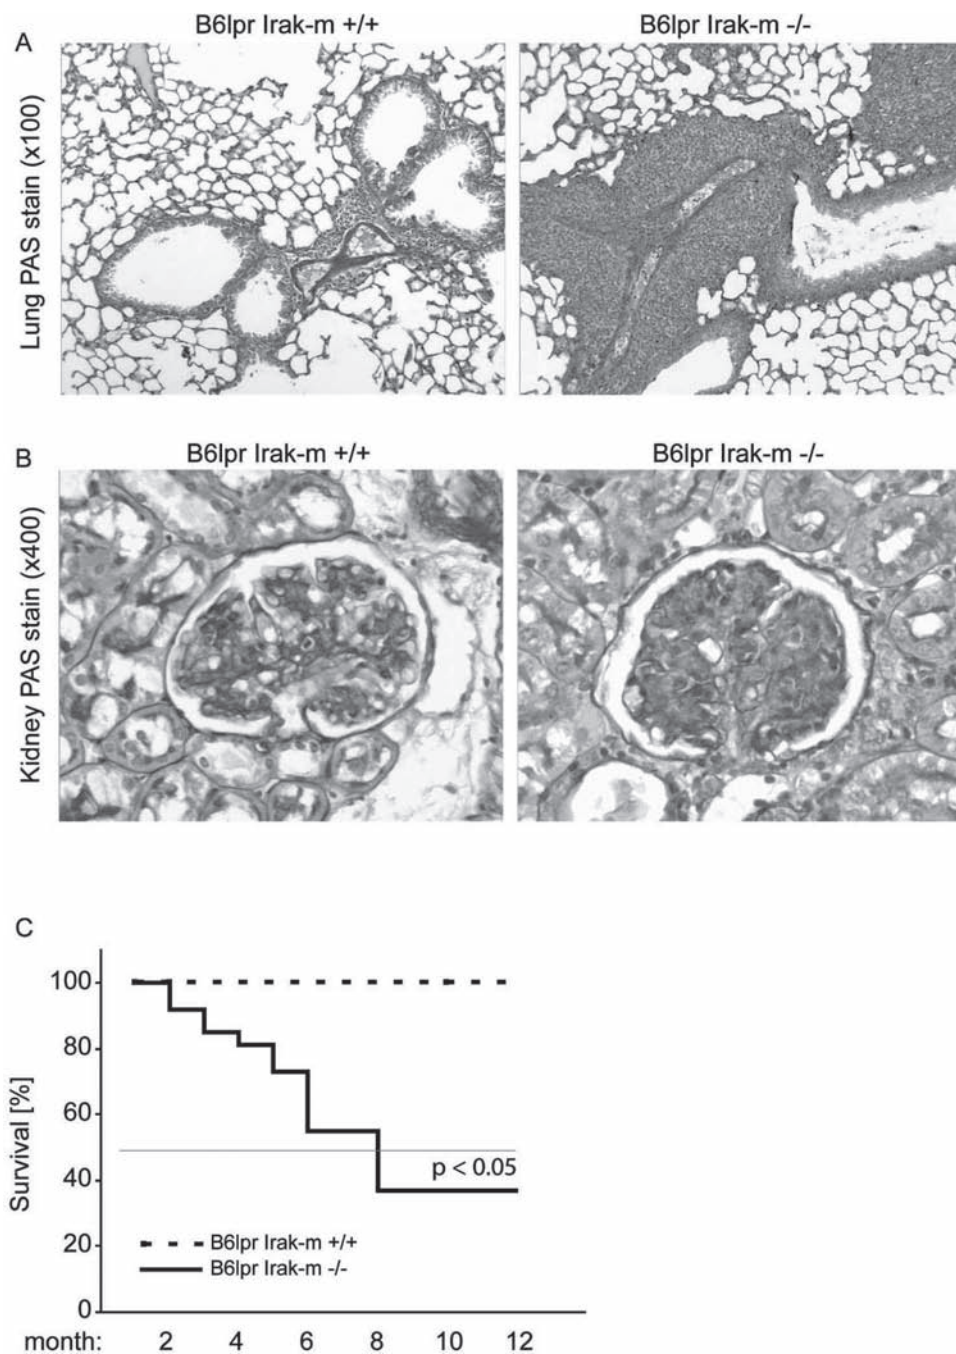 A
B6lpr Irak-m +/+
B6lpr Irak-m -/-
Lung PAS stain (x100)
B
B6lpr Irak-m +/+
B6lpr Irak-m -/-
Kidney PAS stain (x400)
C
Survival [%]
100
80
60
40
20
0
p < 0.05
B6lpr Irak-m +/+
B6lpr Irak-m -/-
month: 2 4 6 8 10 12